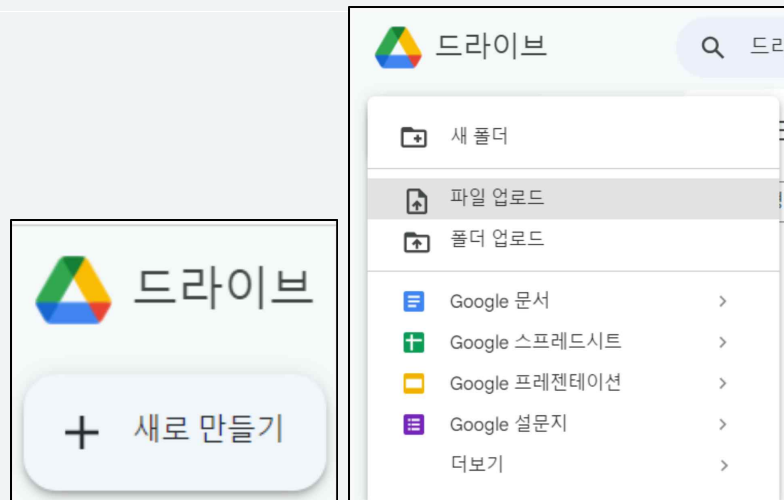 드라이브
새로 만들기
드라이브
새 폴더
파일 업로드
폴더 업로드
Google 문서
Google 스프레드시트
Google 프레젠테이션
Google 설문지
더보기